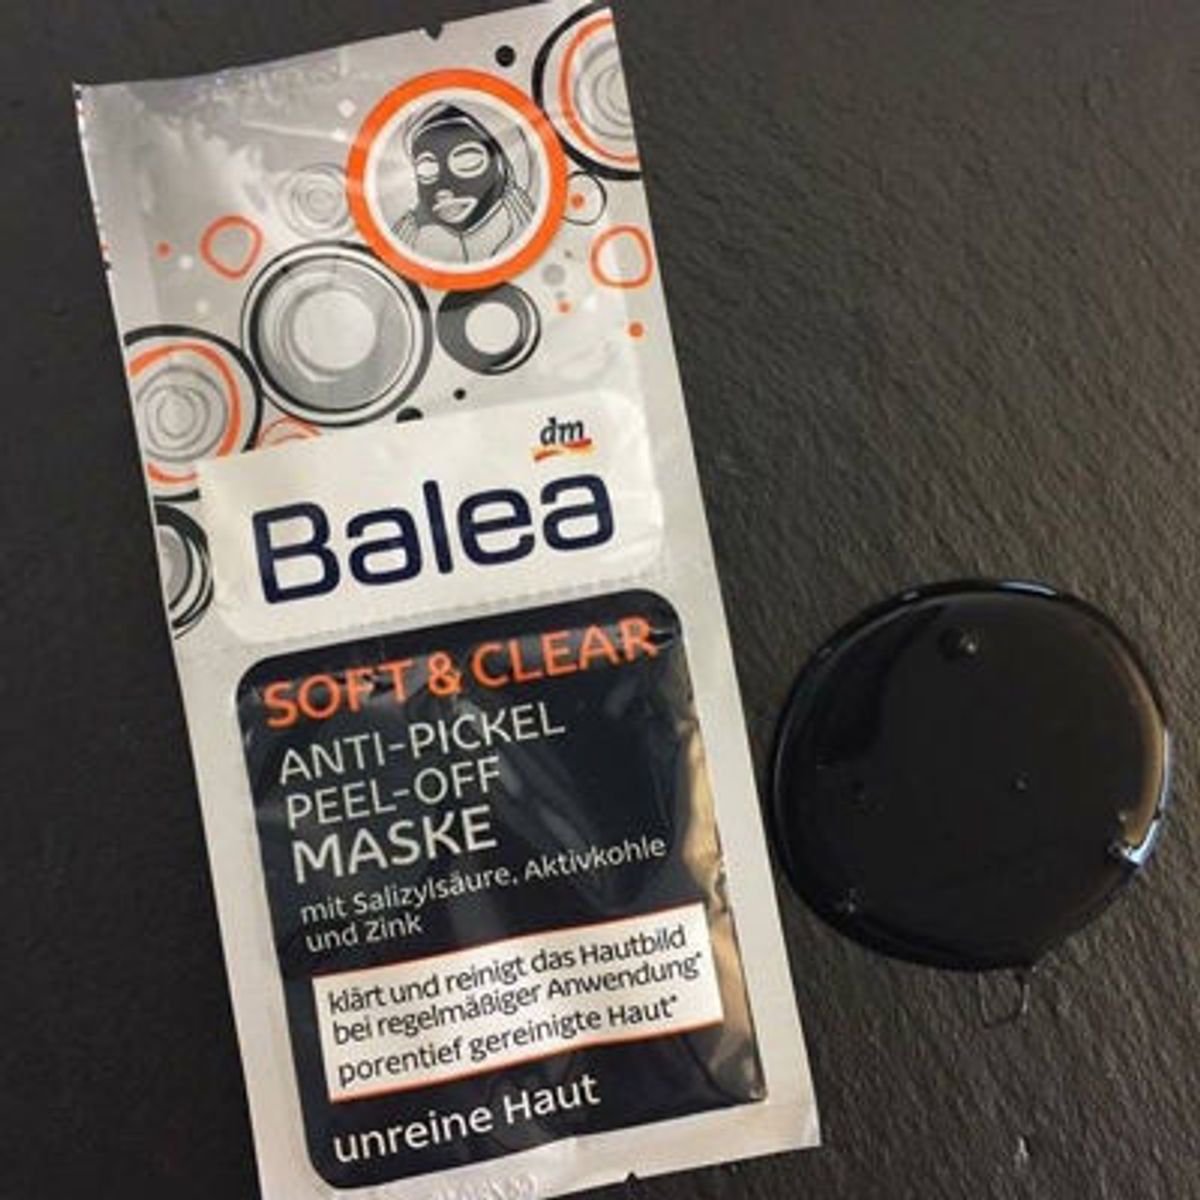 dm
Balea
SOFT & CLEAR
ANTI-PICKEL
PEEL-OFF
MASKE
mit Salizylsäure, Aktivkohle
und Zink
klärt und reinigt das Hautbild
bei regelmäßiger Anwendung*
porentief gereinigte Haut*
unreine Haut